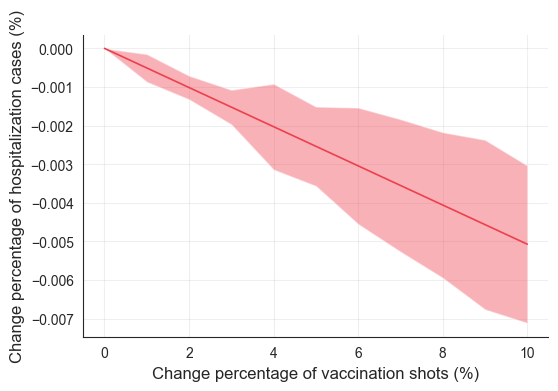 Change percentage of hospitalization cases (%)
0.000
−0.001
−0.002
−0.003
−0.004
−0.005
−0.006
−0.007
0 2 4 6 8 10
Change percentage of vaccination shots (%)